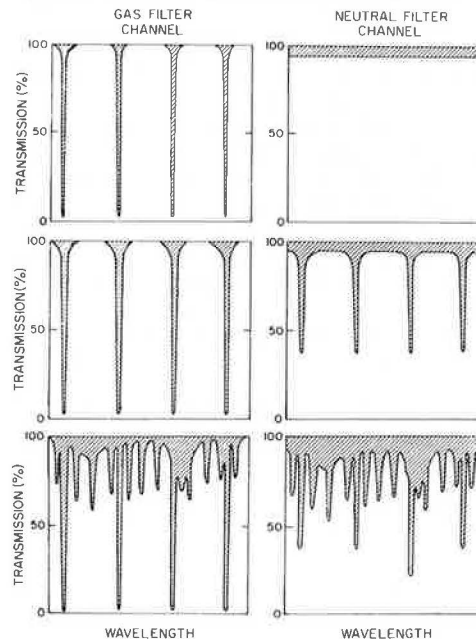 GAS FILTER
CHANNEL
NEUTRAL FILTER
CHANNEL
TRANSMISSION (%)
100
50
0
100
50
0
TRANSMISSION (%)
100
50
0
100
50
0
TRANSMISSION (%)
100
50
0
100
50
0
WAVELENGTH
WAVELENGTH